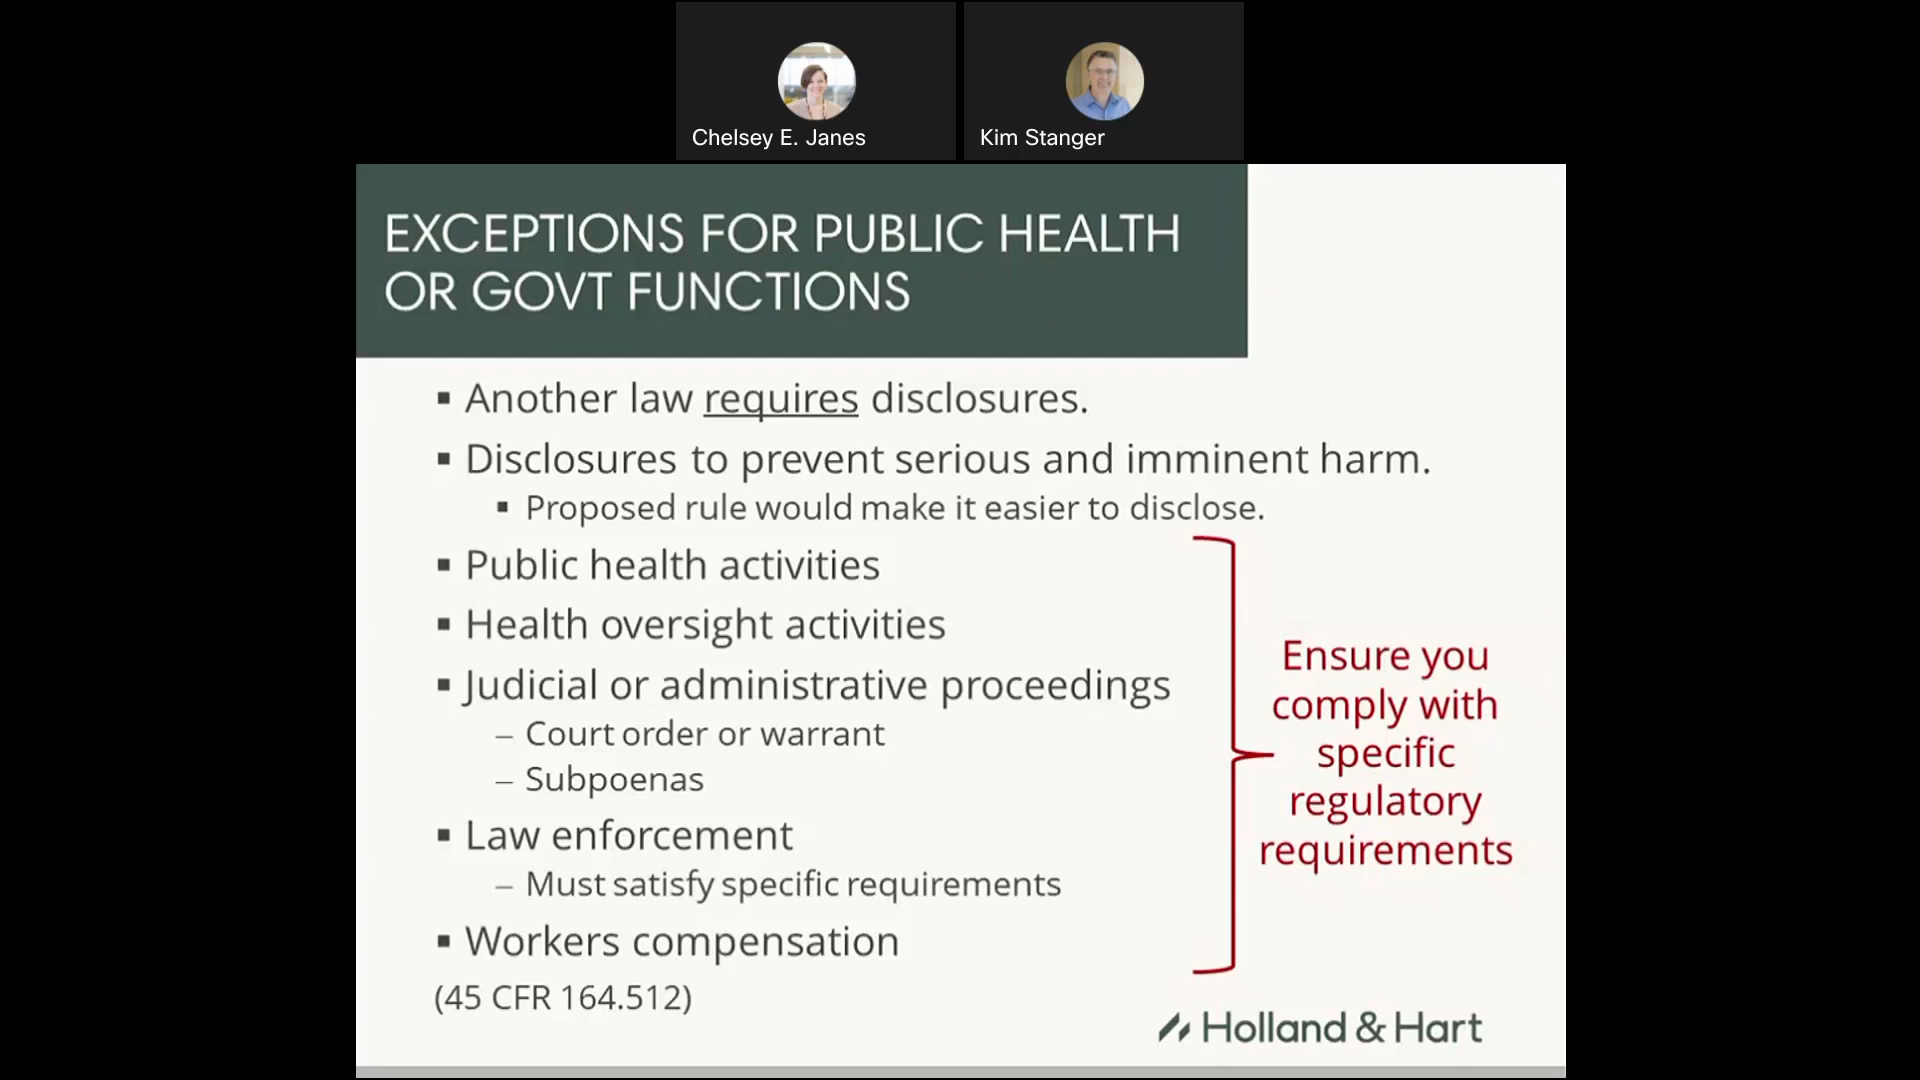 Chelsey E. Janes
Kim Stanger
EXCEPTIONS FOR PUBLIC HEALTH
OR GOVT FUNCTIONS
▪ Another law requires disclosures.
▪ Disclosures to prevent serious and imminent harm.
▪ Proposed rule would make it easier to disclose.
▪ Public health activities
▪ Health oversight activities
▪ Judicial or administrative proceedings
– Court order or warrant
– Subpoenas
▪ Law enforcement
– Must satisfy specific requirements
▪ Workers compensation
(45 CFR 164.512)
Ensure you
comply with
specific
regulatory
requirements
Holland & Hart